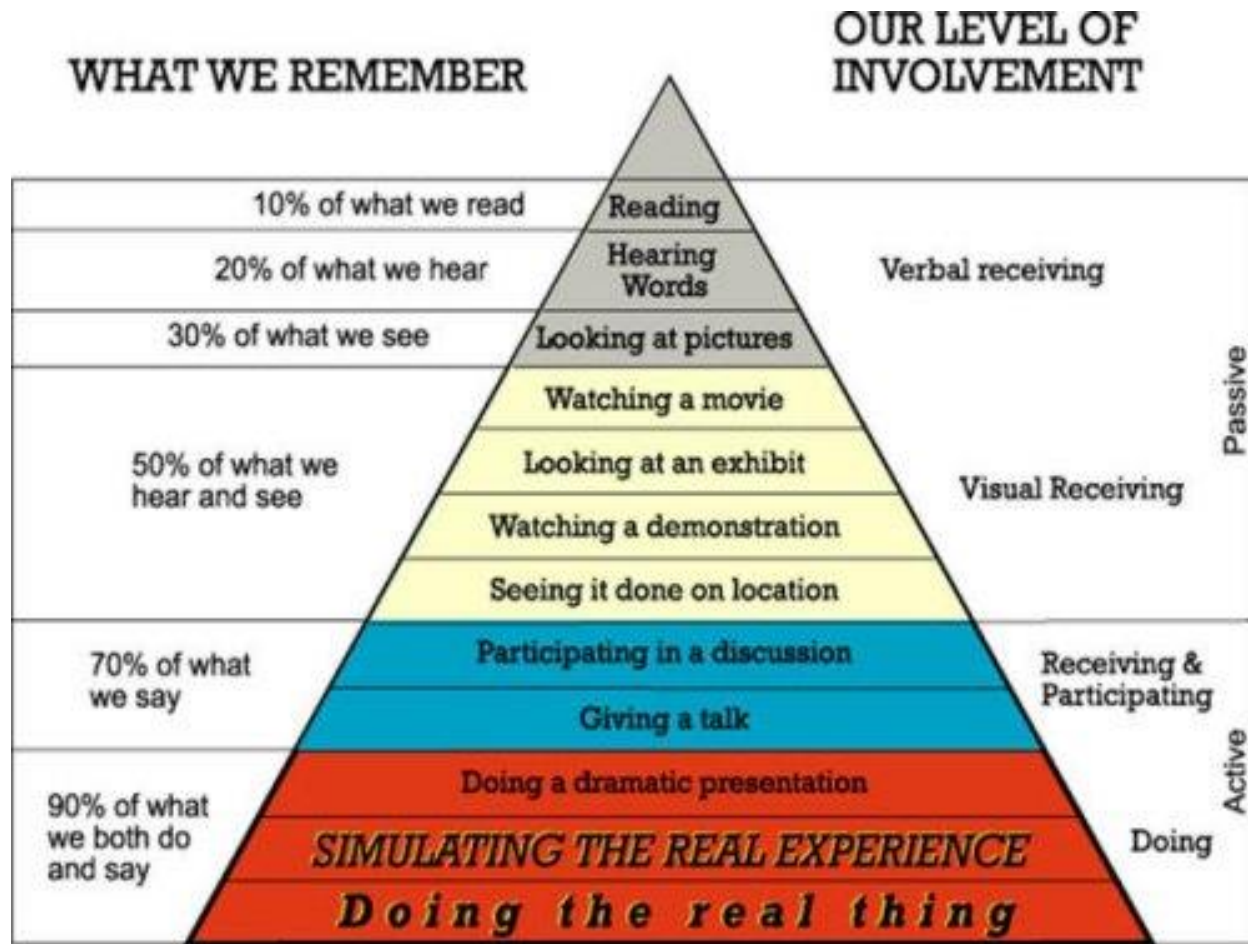 WHAT WE REMEMBER
OUR LEVEL OF
INVOLVEMENT
10% of what we read
Reading
20% of what we hear
Hearing
Words
Verbal receiving
30% of what we see
Looking at pictures
Passive
50% of what we
hear and see
Watching a movie
Looking at an exhibit
Watching a demonstration
Seeing it done on location
Visual Receiving
70% of what
we say
Participating in a discussion
Giving a talk
Receiving &
Participating
Active
90% of what
we both do
and say
Doing a dramatic presentation
SIMULATING THE REAL EXPERIENCE
Doing the real thing
Doing